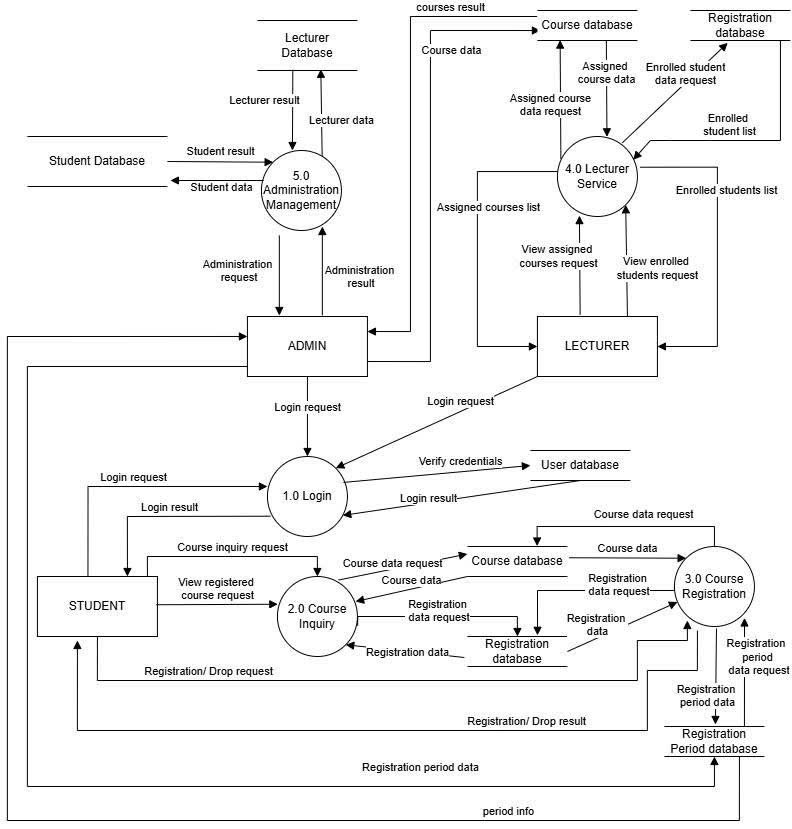 courses result
Course data
Course database
Registration
database
Lecturer
Database
Assigned
course data
Enrolled student
data request
Lecturer result
Lecturer data
Assigned course
data request
Enrolled
student list
Student Database
Student result
Student data
5.0
Administration
Management
4.0 Lecturer
Service
Assigned courses list
Enrolled students list
Administration
request
Administration
result
View assigned
courses request
View enrolled
students request
ADMIN
LECTURER
Login request
Login request
Verify credentials
User database
Login request
1.0 Login
Login result
Login result
Course data request
Course inquiry request
Course data request
Course database
Course data
Course data
3.0 Course
Registration
View registered
course request
STUDENT
2.0 Course
Inquiry
Registration
data request
Registration
data request
Registration
data
Registration data
Registration
database
Registration
period
data request
Registration/ Drop request
Registration
period data
Registration/ Drop result
Registration
Period database
Registration period data
period info